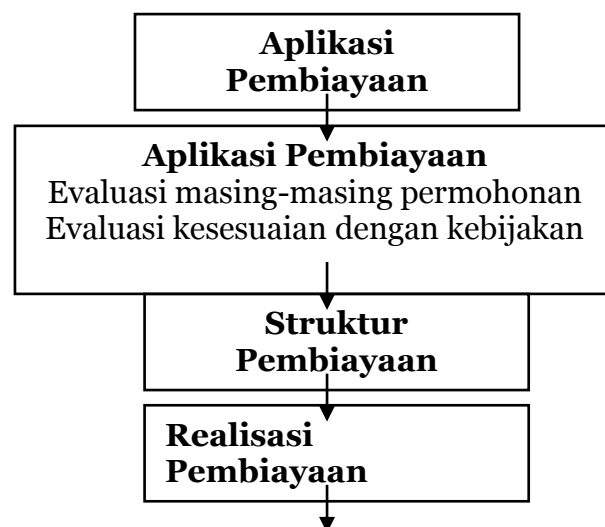 Aplikasi
Pembiayaan
Aplikasi Pembiayaan
Evaluasi masing-masing permohonan
Evaluasi kesesuaian dengan kebijakan
Struktur
Pembiayaan
Realisasi
Pembiayaan